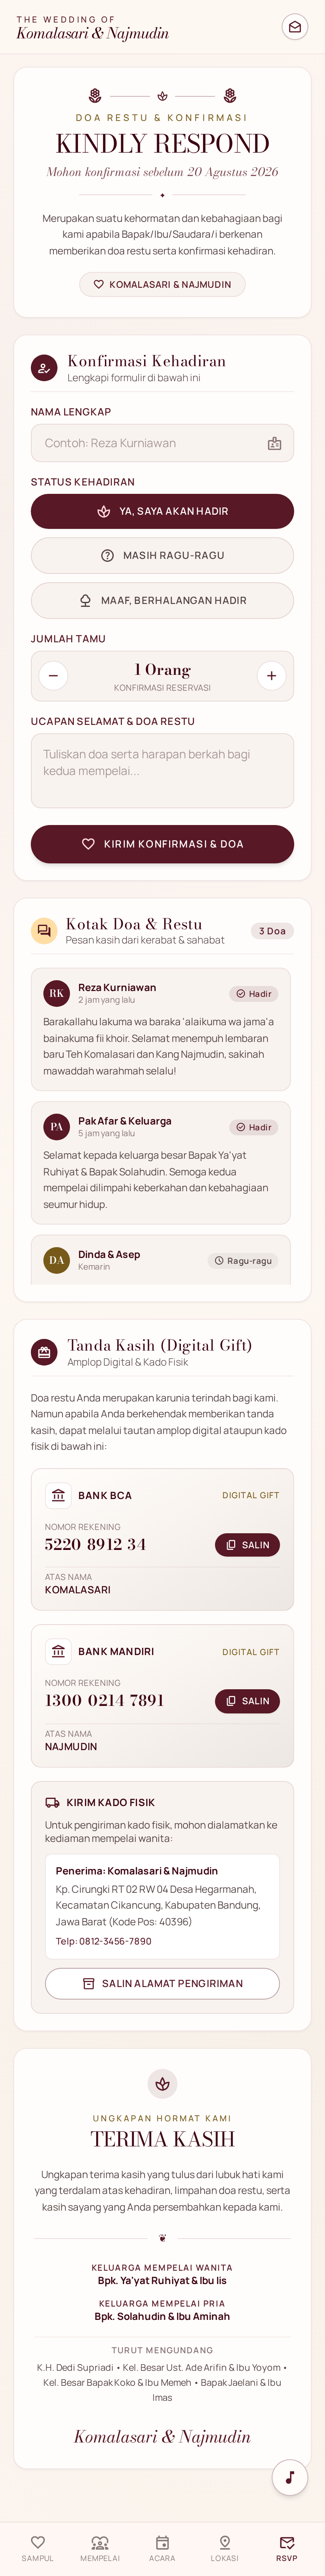 THE WEDDING OF
Komalasari & Najmudin
DOA RESTU & KONFIRMASI
KINDLY RESPOND
Mohon konfirmasi sebelum 20 Agustus 2026
Merupakan suatu kehormatan dan kebahagiaan bagi
kami apabila Bapak/Ibu/Saudara/i berkenan
memberikan doa restu serta konfirmasi kehadiran.
KOMALASARI & NAJMUDIN
Konfirmasi Kehadiran
Lengkapi formulir di bawah ini
NAMA LENGKAP
Contoh: Reza Kurniawan
STATUS KEHADIRAN
YA, SAYA AKAN HADIR
MASIH RAGU-RAGU
MAAF, BERHALANGAN HADIR
JUMLAH TAMU
1 Orang
KONFIRMASI RESERVASI
UCAPAN SELAMAT & DOA RESTU
Tuliskan doa serta harapan berkah bagi
kedua mempelai...
KIRIM KONFIRMASI & DOA
Kotak Doa & Restu
Pesan kasih dari kerabat & sahabat
3 Doa
RK
Reza Kurniawan
2 jam yang lalu
Hadir
Barakallahu lakuma wa baraka 'alaikuma wa jama'a
bainakuma fii khoir. Selamat menempuh lembaran
baru Teh Komalasari dan Kang Najmudin, sakinah
mawaddah warahmah selalu!
PA
Pak Afar & Keluarga
5 jam yang lalu
Hadir
Selamat kepada keluarga besar Bapak Ya'yat
Ruhiyat & Bapak Solahudin. Semoga kedua
mempelai dilimpahi keberkahan dan kebahagiaan
seumur hidup.
DA
Dinda & Asep
Kemarin
Ragu-ragu
Tanda Kasih (Digital Gift)
Amplop Digital & Kado Fisik
Doa restu Anda merupakan karunia terindah bagi kami.
Namun apabila Anda berkehendak memberikan tanda
kasih, dapat melalui tautan amplop digital ataupun kado
fisik di bawah ini:
BANK BCA
DIGITAL GIFT
NOMOR REKENING
5220 8912 34
SALIN
ATAS NAMA
KOMALASARI
BANK MANDIRI
DIGITAL GIFT
NOMOR REKENING
1300 0214 7891
SALIN
ATAS NAMA
NAJMUDIN
KIRIM KADO FISIK
Untuk pengiriman kado fisik, mohon dialamatkan ke
kediaman mempelai wanita:
Penerima: Komalasari & Najmudin
Kp. Cirungki RT 02 RW 04 Desa Hegarmanah,
Kecamatan Cikancung, Kabupaten Bandung,
Jawa Barat (Kode Pos: 40396)
Telp: 0812-3456-7890
SALIN ALAMAT PENGIRIMAN
UNGKAPAN HORMAT KAMI
TERIMA KASIH
Ungkapan terima kasih yang tulus dari lubuk hati kami
yang terdalam atas kehadiran, limpahan doa restu, serta
kasih sayang yang Anda persembahkan kepada kami.
KELUARGA MEMPELAI WANITA
Bpk. Ya'yat Ruhiyat & Ibu Iis
KELUARGA MEMPELAI PRIA
Bpk. Solahudin & Ibu Aminah
TURUT MENGUNDANG
K.H. Dedi Supriadi • Kel. Besar Ust. Ade Arifin & Ibu Yoyom •
Kel. Besar Bapak Koko & Ibu Memeh • Bapak Jaelani & Ibu
Imas
Komalasari & Najmudin
SAMPUL
MEMPELAI
ACARA
LOKASI
RSVP